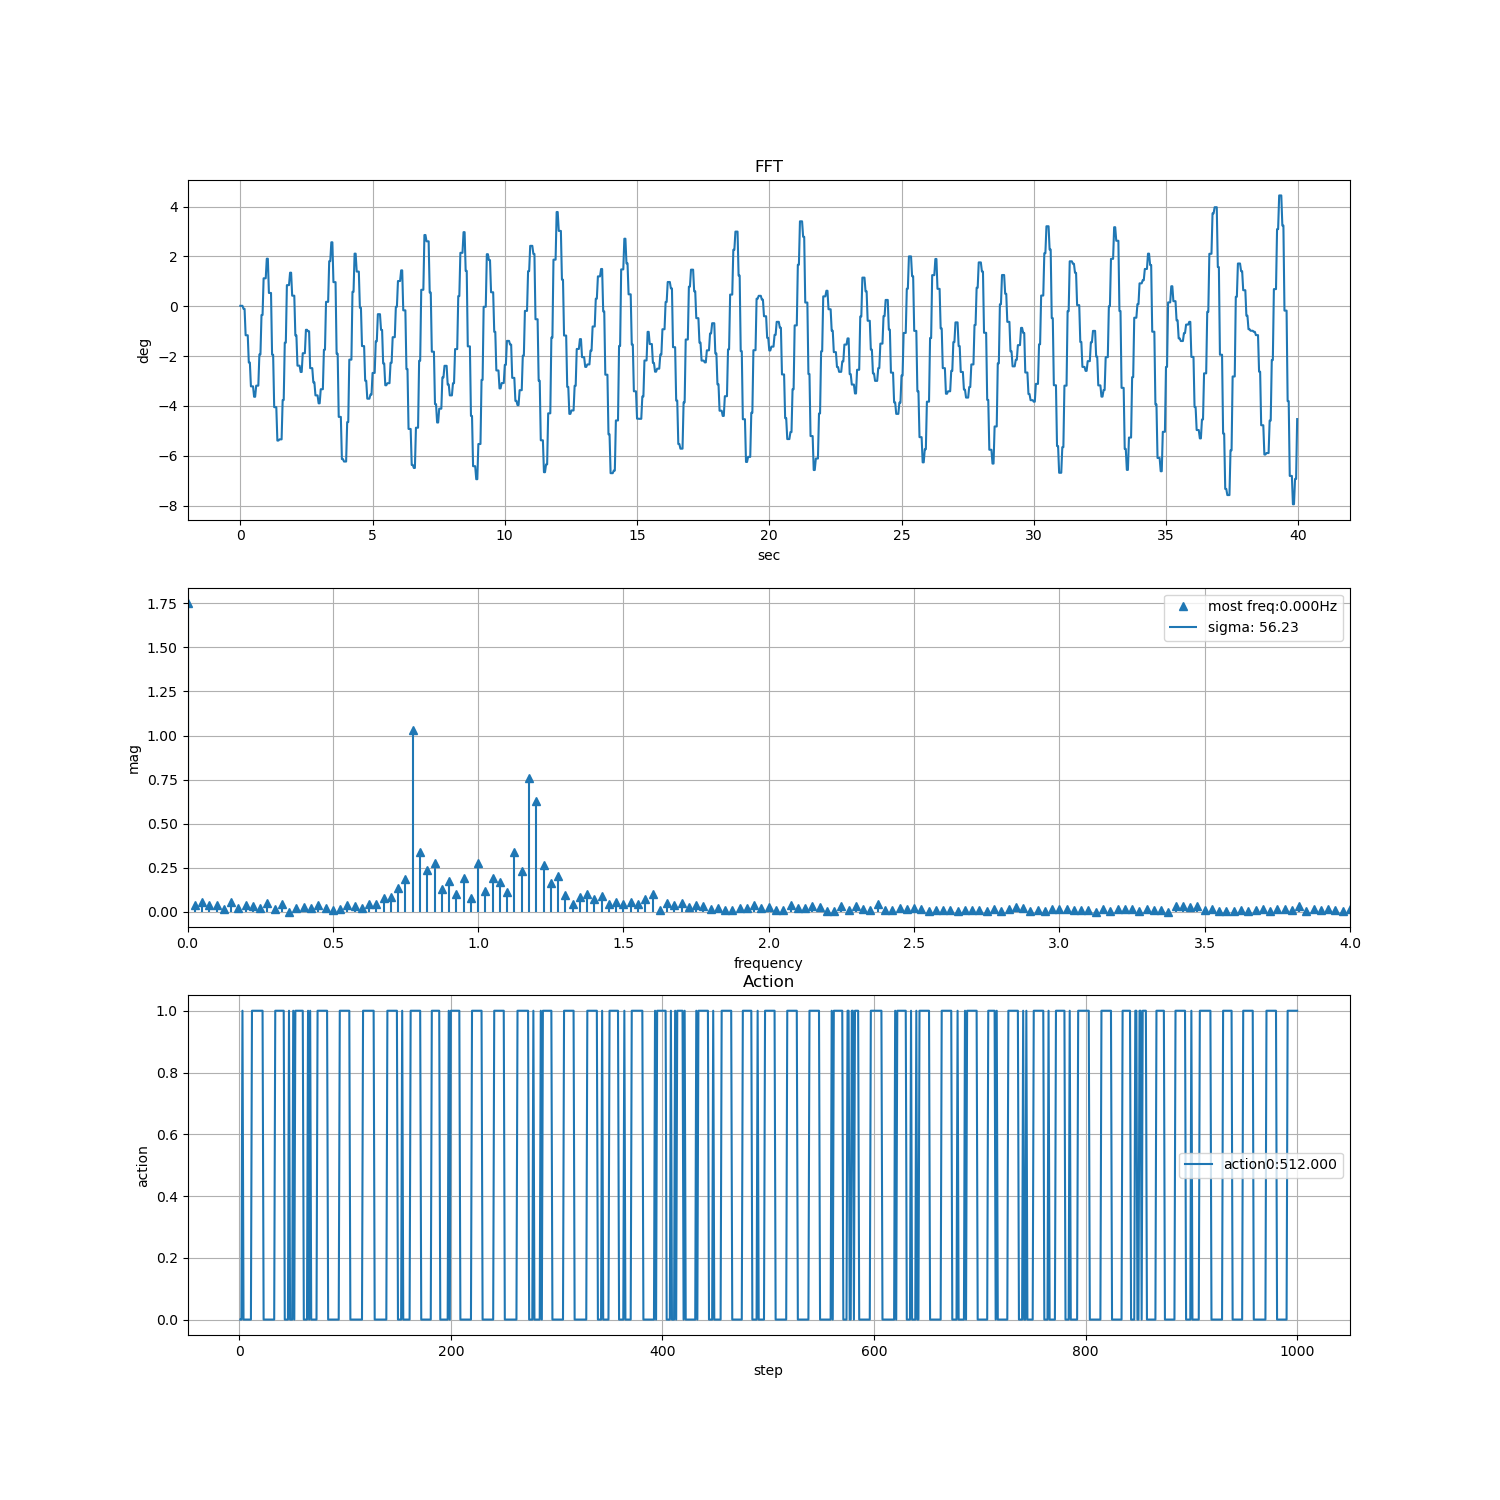 FFT
4
2
0
−2
−4
−6
−8
deg
0 5 10 15 20 25 30 35 40
sec
1.75
1.50
1.25
1.00
0.75
0.50
0.25
0.00
mag
most freq:0.000Hz
sigma: 56.23
0.0 0.5 1.0 1.5 2.0 2.5 3.0 3.5 4.0
frequency
Action
1.0
0.8
0.6
0.4
0.2
0.0
action
action0:512.000
0 200 400 600 800 1000
step